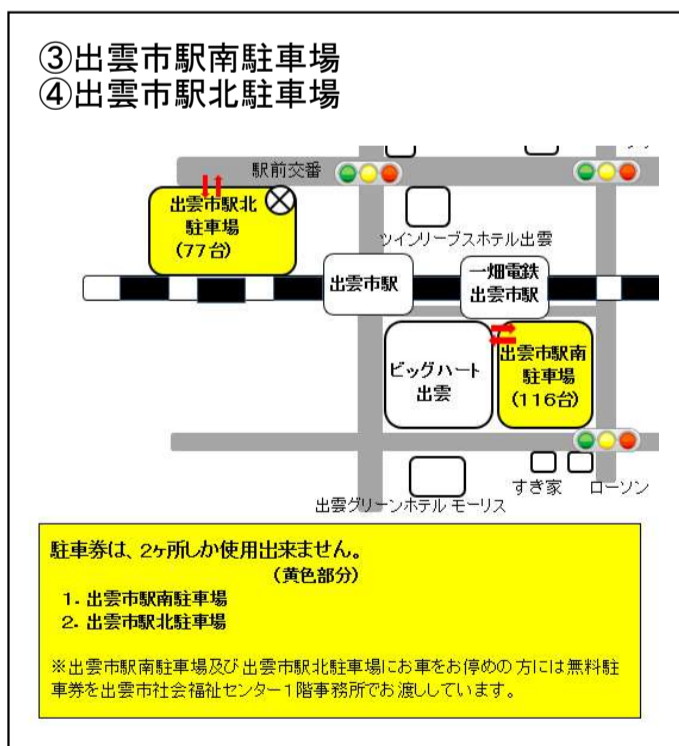 ③出雲市駅南駐車場
④出雲市駅北駐車場
駅前交番
出雲市駅北
駐車場
(77台)
ツインリーブスホテル出雲
出雲市駅
一畑電鉄
出雲市駅
ビッグハート
出雲
出雲市駅南
駐車場
(116台)
すき家
ローソン
出雲グリーンホテル モーリス
駐車券は、2ヶ所しか使用出来ません。
(黄色部分)
1. 出雲市駅南駐車場
2. 出雲市駅北駐車場
※出雲市駅南駐車場及び出雲市駅北駐車場にお車をお停めの方には無料駐
車券を出雲市社会福祉センター1階事務所でお渡ししています。